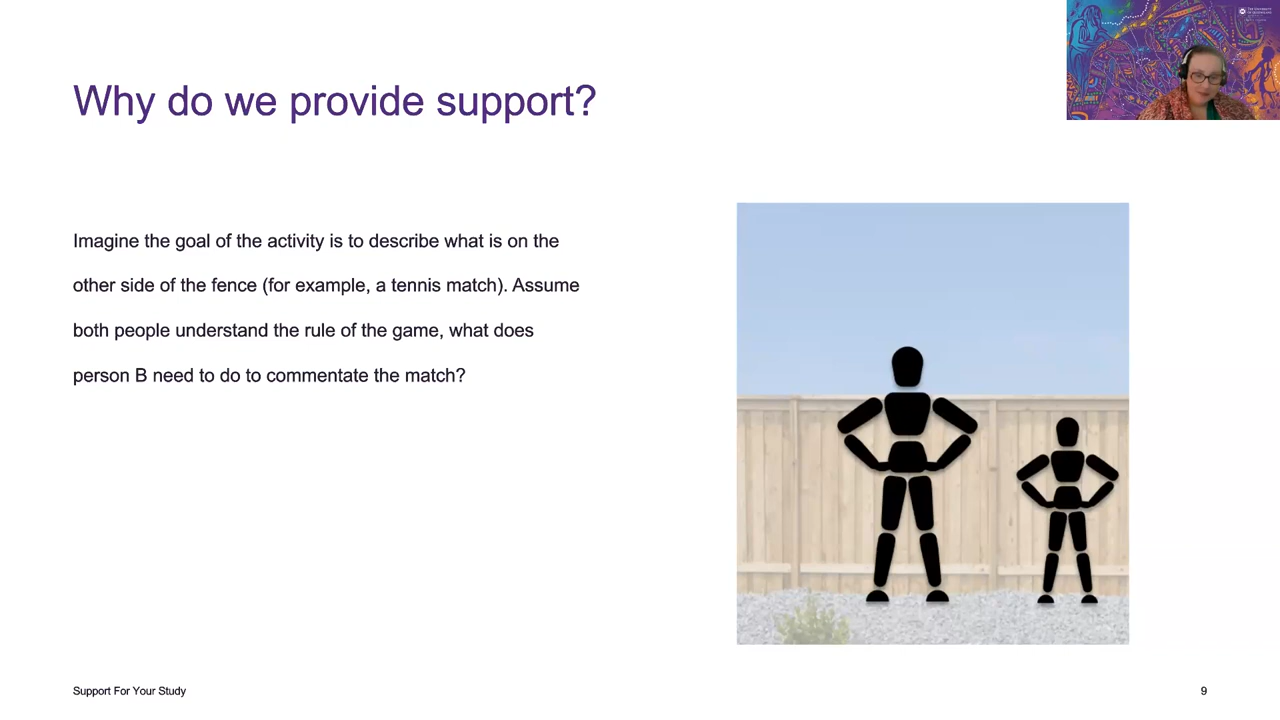 Why do we provide support?
Imagine the goal of the activity is to describe what is on the
other side of the fence (for example, a tennis match). Assume
both people understand the rule of the game, what does
person B need to do to commentate the match?
Support For Your Study
9